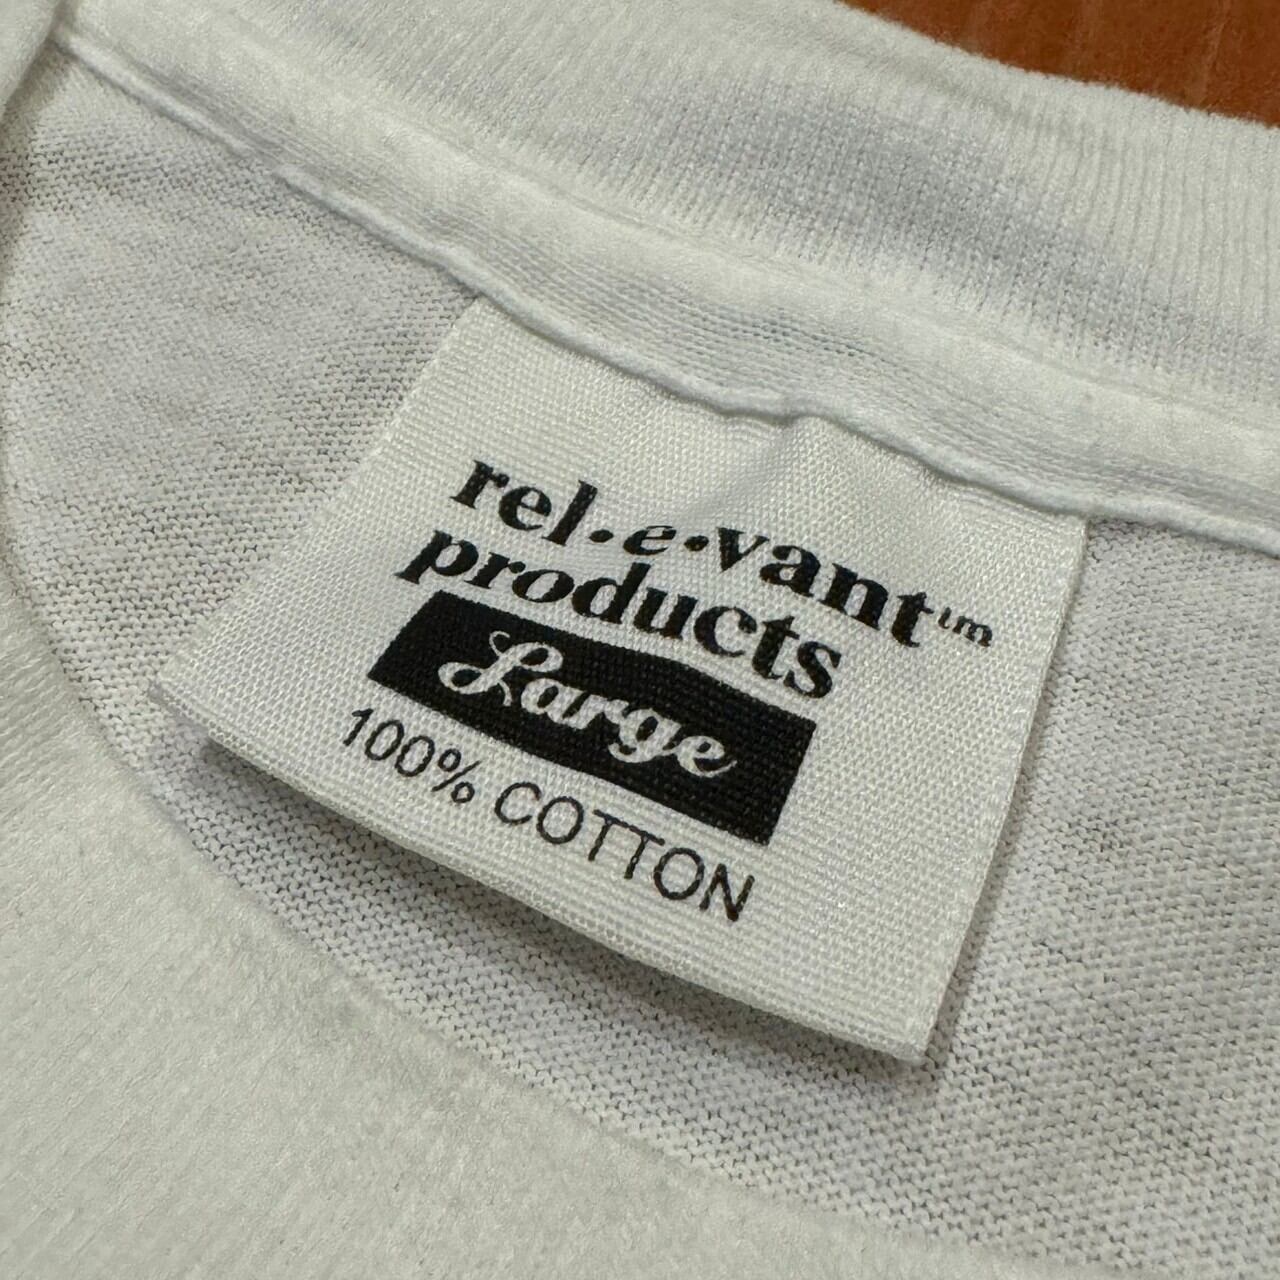 rel•e•vant™
products
Large
100% COTTON